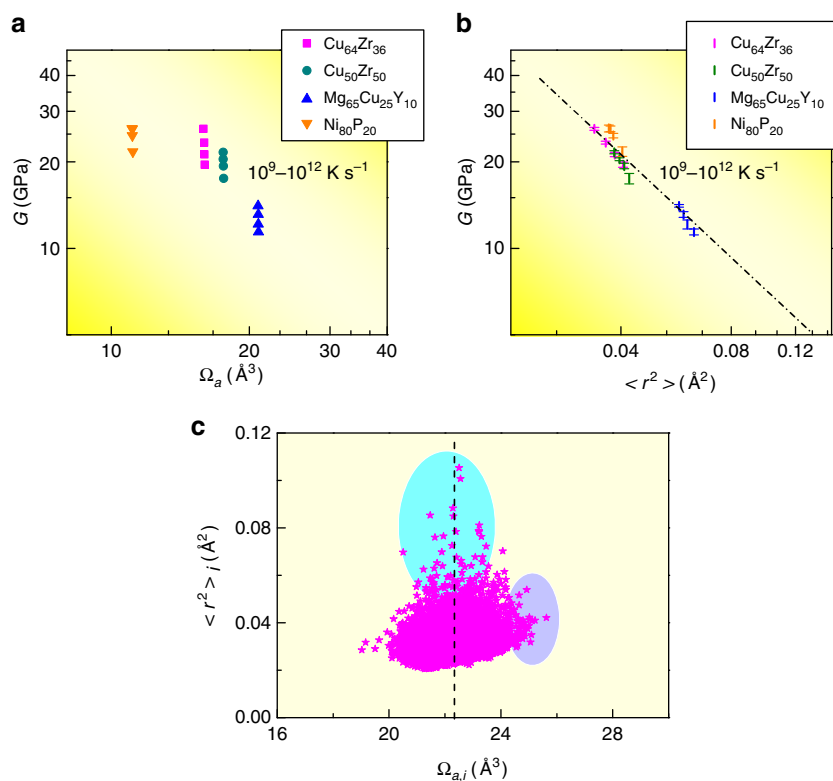 a
Cu64Zr36
Cu50Zr50
Mg65Cu25Y10
Ni80P20
10⁹–10¹² K s⁻¹
G (GPa)
40
30
20
10
10
20
30
40
Ωa (Å³)
b
Cu64Zr36
Cu50Zr50
Mg65Cu25Y10
Ni80P20
10⁹–10¹² K s⁻¹
G (GPa)
40
30
20
10
0.04
0.08
0.12
< r² > (Å²)
c
< r² > i (Å²)
0.12
0.08
0.04
0.00
16
20
24
28
Ωa,i (Å³)